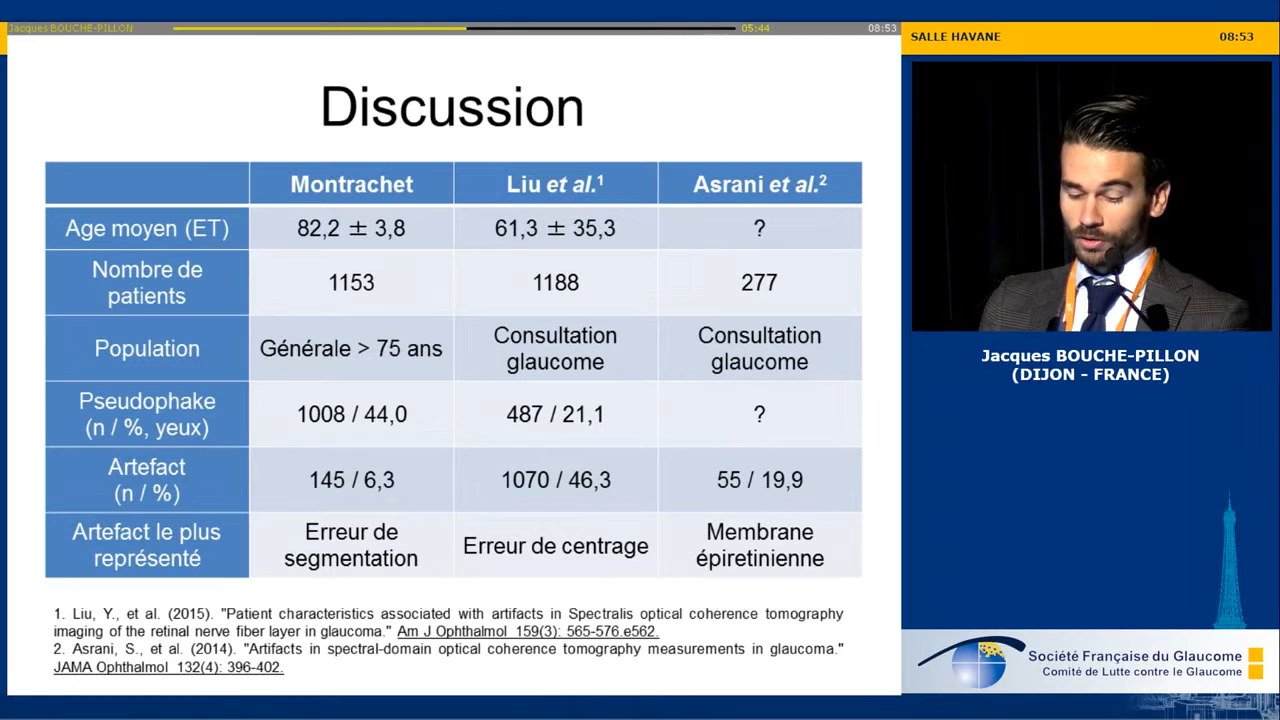 Jacques BOUCHE-PILLON 05:44 08:53
SALLE HAVANE 08:53
Discussion
Montrachet Liu et al.1 Asrani et al.2
Age moyen (ET) 82,2 ± 3,8 61,3 ± 35,3 ?
Nombre de patients 1153 1188 277
Population Générale > 75 ans Consultation glaucome Consultation glaucome
Pseudophake (n / %, yeux) 1008 / 44,0 487 / 21,1 ?
Artefact (n / %) 145 / 6,3 1070 / 46,3 55 / 19,9
Artefact le plus représenté Erreur de segmentation Erreur de centrage Membrane épiretinienne
1. Liu, Y., et al. (2015). "Patient characteristics associated with artifacts in Spectralis optical coherence tomography
imaging of the retinal nerve fiber layer in glaucoma." Am J Ophthalmol 159(3): 565-576.e562.
2. Asrani, S., et al. (2014). "Artifacts in spectral-domain optical coherence tomography measurements in glaucoma."
JAMA Ophthalmol 132(4): 396-402.
Jacques BOUCHE-PILLON
(DIJON - FRANCE)
Société Française du Glaucome
Comité de Lutte contre le Glaucome